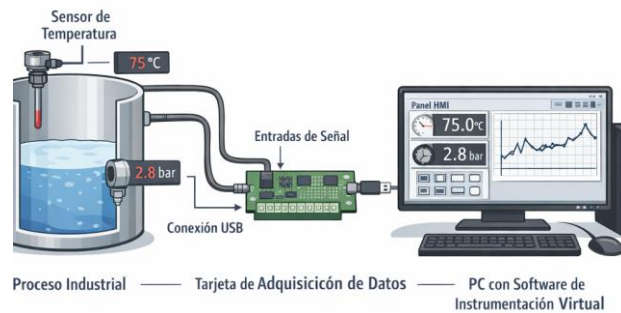 Sensor de
Temperatura
75°C
Entradas de Señal
2.8 bar
Conexión USB
Panel HMI
75.0°C
2.8 bar
Proceso Industrial
Tarjeta de Adquisicicón de Datos
PC con Software de
Instrumentación Virtual